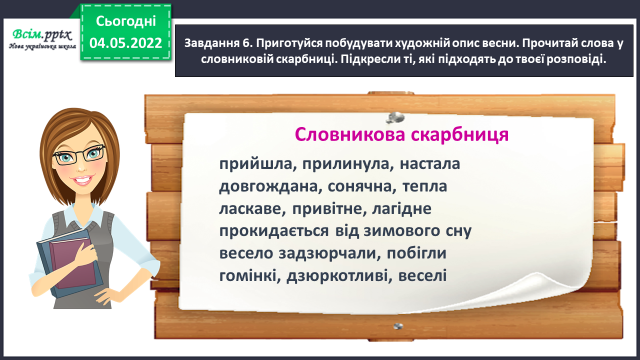 Всім.pptx
Нова українська школа
Сьогодні
04.05.2022
Завдання 6. Приготуйся побудувати художній опис весни. Прочитай слова у
словниковій скарбниці. Підкресли ті, які підходять до твоєї розповіді.
Словникова скарбниця
прийшла, прилинула, настала
довгождана, сонячна, тепла
ласкаве, привітне, лагідне
прокидається від зимового сну
весело задзюрчали, побігли
гомінкі, дзюркотливі, веселі